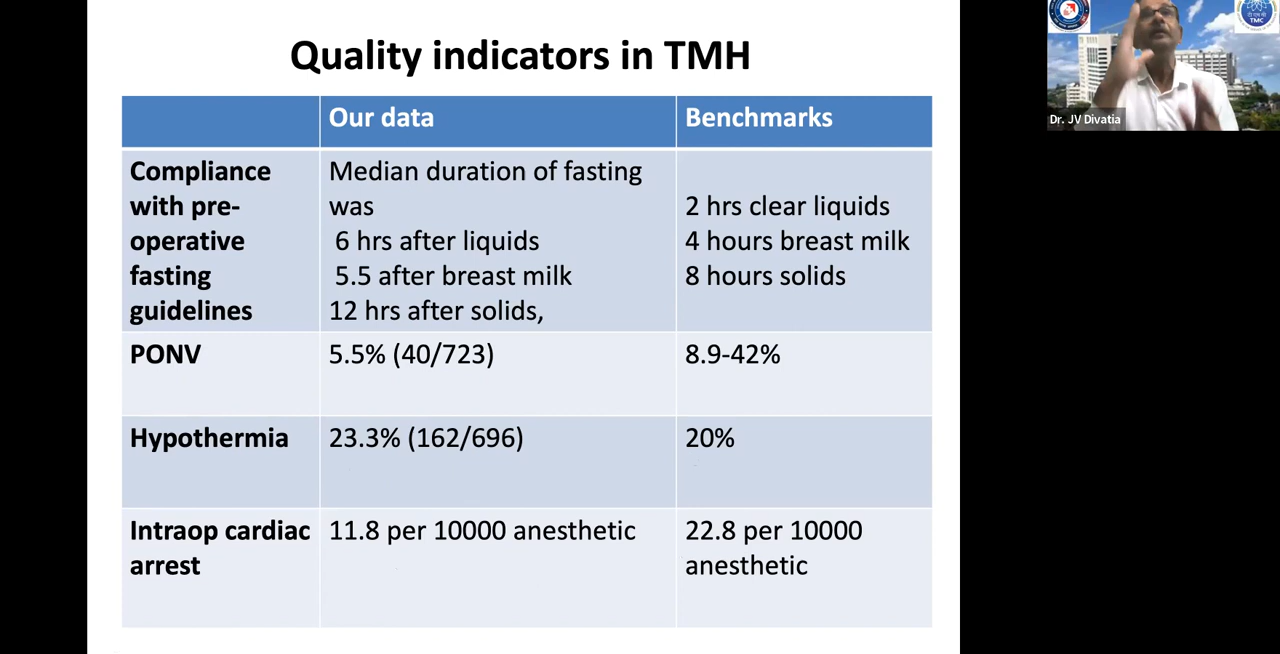 Quality indicators in TMH
Our data
Benchmarks
Compliance
with pre-
operative
fasting
guidelines
Median duration of fasting
was
6 hrs after liquids
5.5 after breast milk
12 hrs after solids,
2 hrs clear liquids
4 hours breast milk
8 hours solids
PONV
5.5% (40/723)
8.9-42%
Hypothermia
23.3% (162/696)
20%
Intraop cardiac
arrest
11.8 per 10000 anesthetic
22.8 per 10000
anesthetic
TMC
Dr. JV Divatia